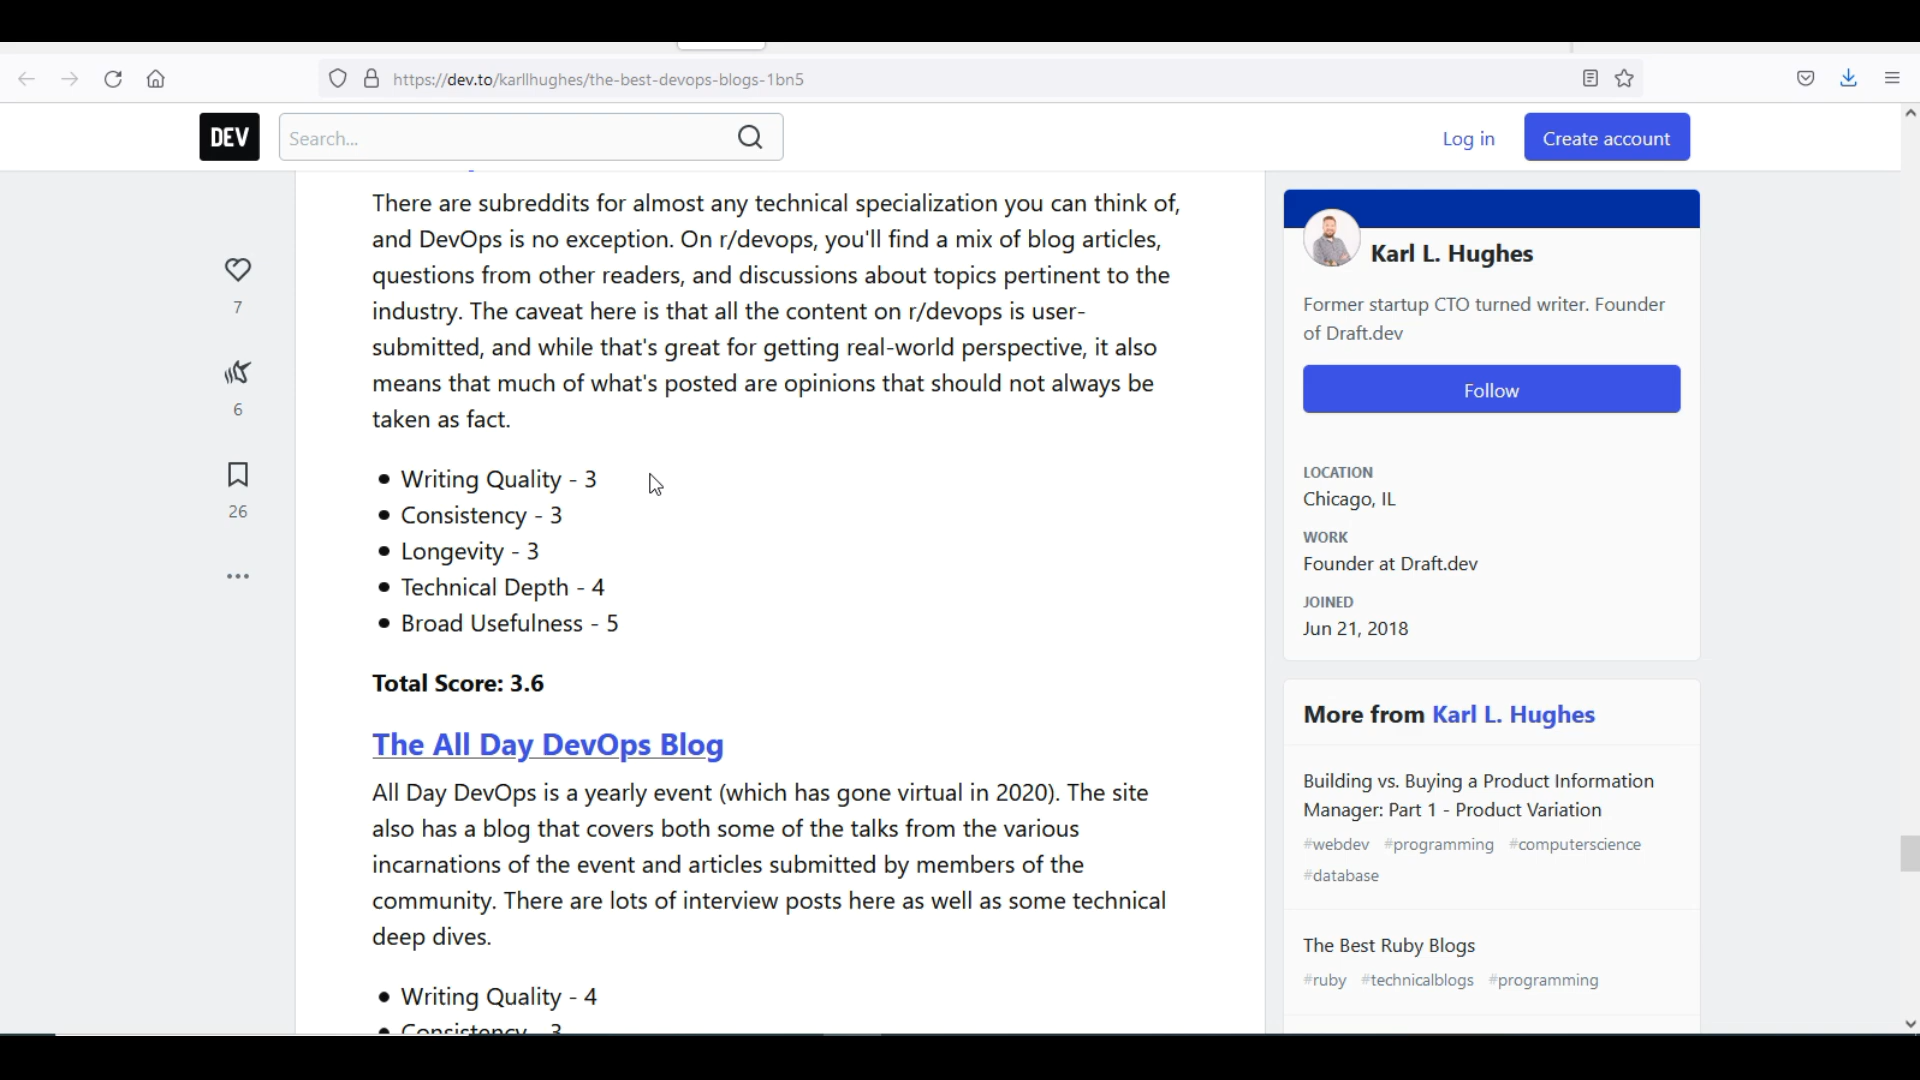 https://dev.to/karllhughes/the-best-devops-blogs-1bn5
DEV
Search...
Log in
Create account
There are subreddits for almost any technical specialization you can think of,
and DevOps is no exception. On r/devops, you'll find a mix of blog articles,
questions from other readers, and discussions about topics pertinent to the
industry. The caveat here is that all the content on r/devops is user-
submitted, and while that's great for getting real-world perspective, it also
means that much of what's posted are opinions that should not always be
taken as fact.
Writing Quality - 3
Consistency - 3
Longevity - 3
Technical Depth - 4
Broad Usefulness - 5
Total Score: 3.6
The All Day DevOps Blog
All Day DevOps is a yearly event (which has gone virtual in 2020). The site
also has a blog that covers both some of the talks from the various
incarnations of the event and articles submitted by members of the
community. There are lots of interview posts here as well as some technical
deep dives.
Writing Quality - 4
Consistency - 3
7
6
26
Karl L. Hughes
Former startup CTO turned writer. Founder
of Draft.dev
Follow
LOCATION
Chicago, IL
WORK
Founder at Draft.dev
JOINED
Jun 21, 2018
More from Karl L. Hughes
Building vs. Buying a Product Information
Manager: Part 1 - Product Variation
#webdev #programming #computerscience
#database
The Best Ruby Blogs
#ruby #technicalblogs #programming